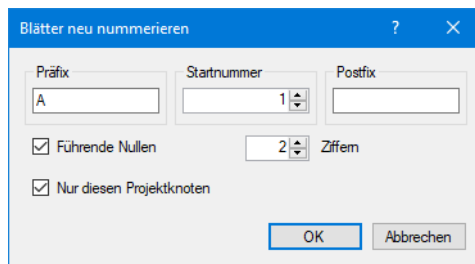 Blätter neu nummerieren ? ×
Präfix Startnummer Postfix
A 1
Führende Nullen 2 Ziffern
Nur diesen Projektknoten
OK Abbrechen